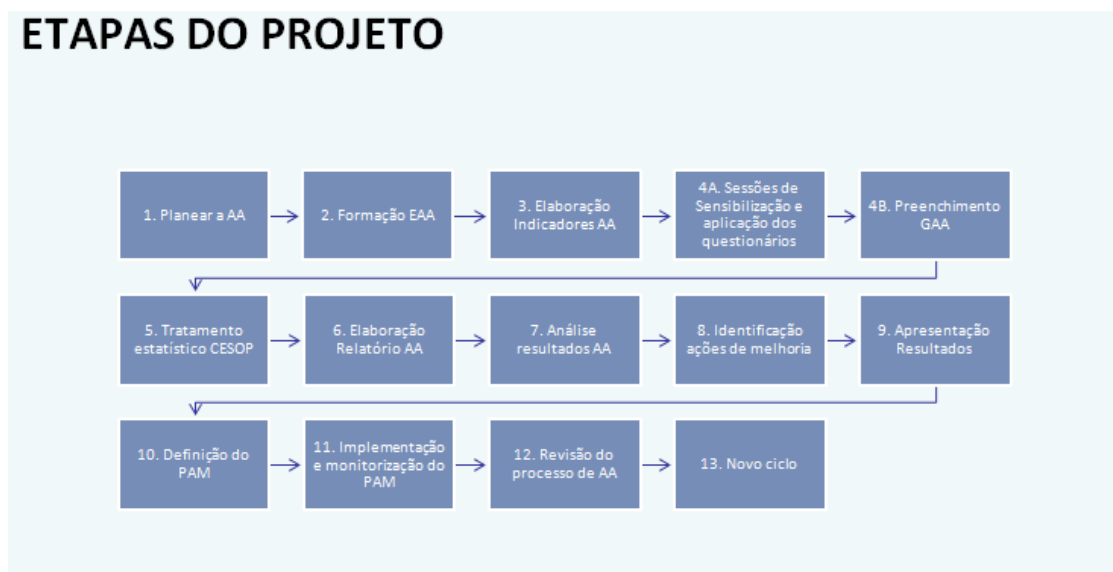 ETAPAS DO PROJETO
1. Planear a AA
2. Formação EAA
3. Elaboração
Indicadores AA
4A. Sessões de
Sensibilização e
aplicação dos
questionários
4B. Preenchimento
GAA
5. Tratamento
estatístico CESOP
6. Elaboração
Relatório AA
7. Análise
resultados AA
8. Identificação
ações de melhoria
9. Apresentação
Resultados
10. Definição do
PAM
11. Implementação
e monitorização do
PAM
12. Revisão do
processo de AA
13. Novo ciclo